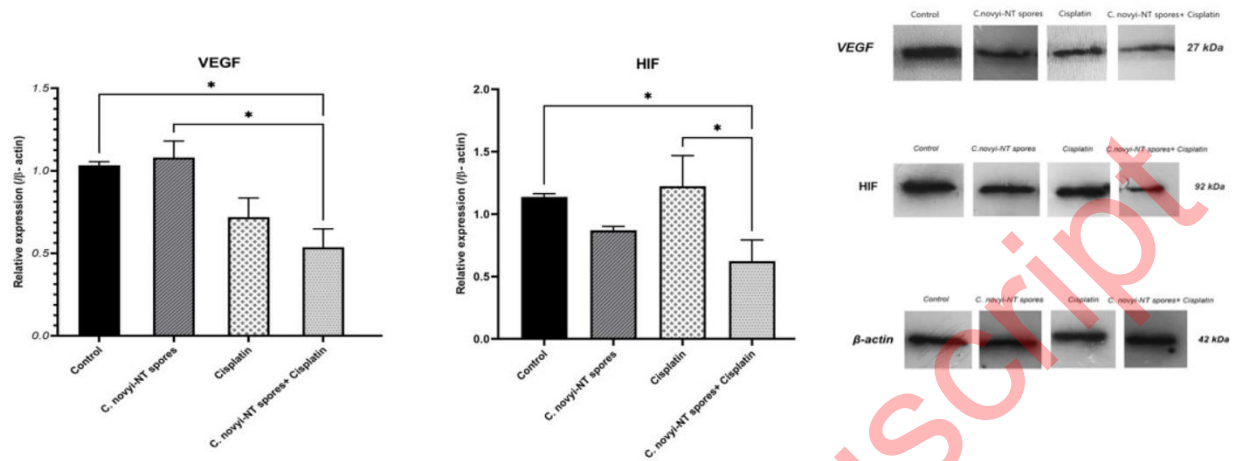 VEGF
*
*
1.5
1.0
0.5
0.0
Relative expression (/β- actin)
Control
C. novyi-NT spores
Cisplatin
C. novyi-NT spores+ Cisplatin
HIF
*
*
2.0
1.5
1.0
0.5
0.0
Relative expression (/β- actin)
Control
C. novyi-NT spores
Cisplatin
C. novyi-NT spores+ Cisplatin
Control C.novyi-NT spores Cisplatin C. novyi-NT spores+ Cisplatin
VEGF 27 kDa
Control C.novyi-NT spores Cisplatin C.novyi-NT spores+ Cisplatin
HIF 92 kDa
Control C. novyi-NT spores Cisplatin C. novyi-NT spores+ Cisplatin
β-actin 42 kDa
uscript